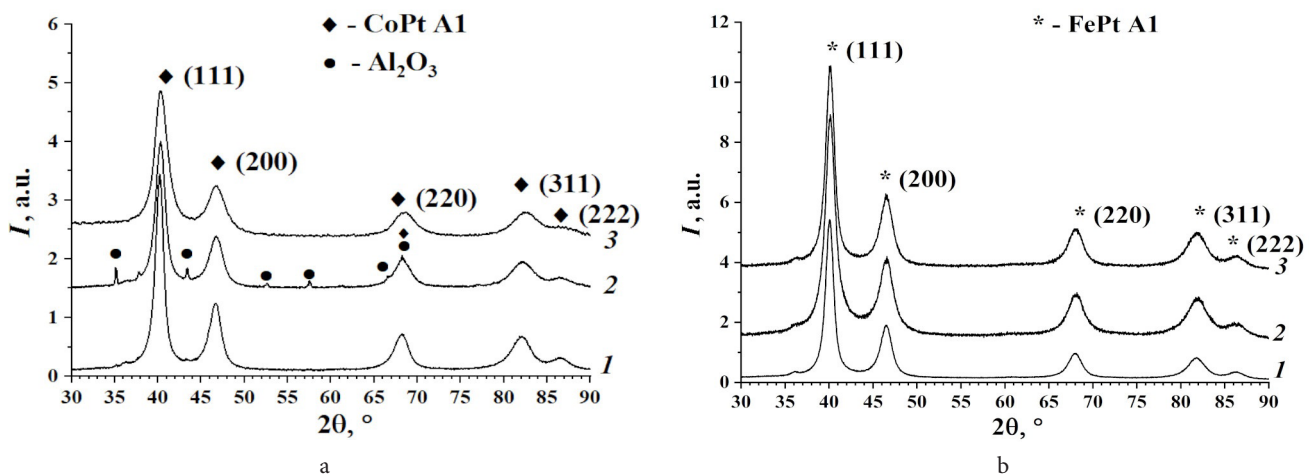 ◆ - CoPt A1
● - Al₂O₃
◆ (111)
◆ (200)
◆ (220)
◆ (311)
◆ (222)
3
2
1
I, a.u.
6
5
4
3
2
1
0
30 35 40 45 50 55 60 65 70 75 80 85 90
2θ, °
a
* - FePt A1
* (111)
* (200)
* (220)
* (311)
* (222)
3
2
1
I, a.u.
12
10
8
6
4
2
0
30 35 40 45 50 55 60 65 70 75 80 85 90
2θ, °
b